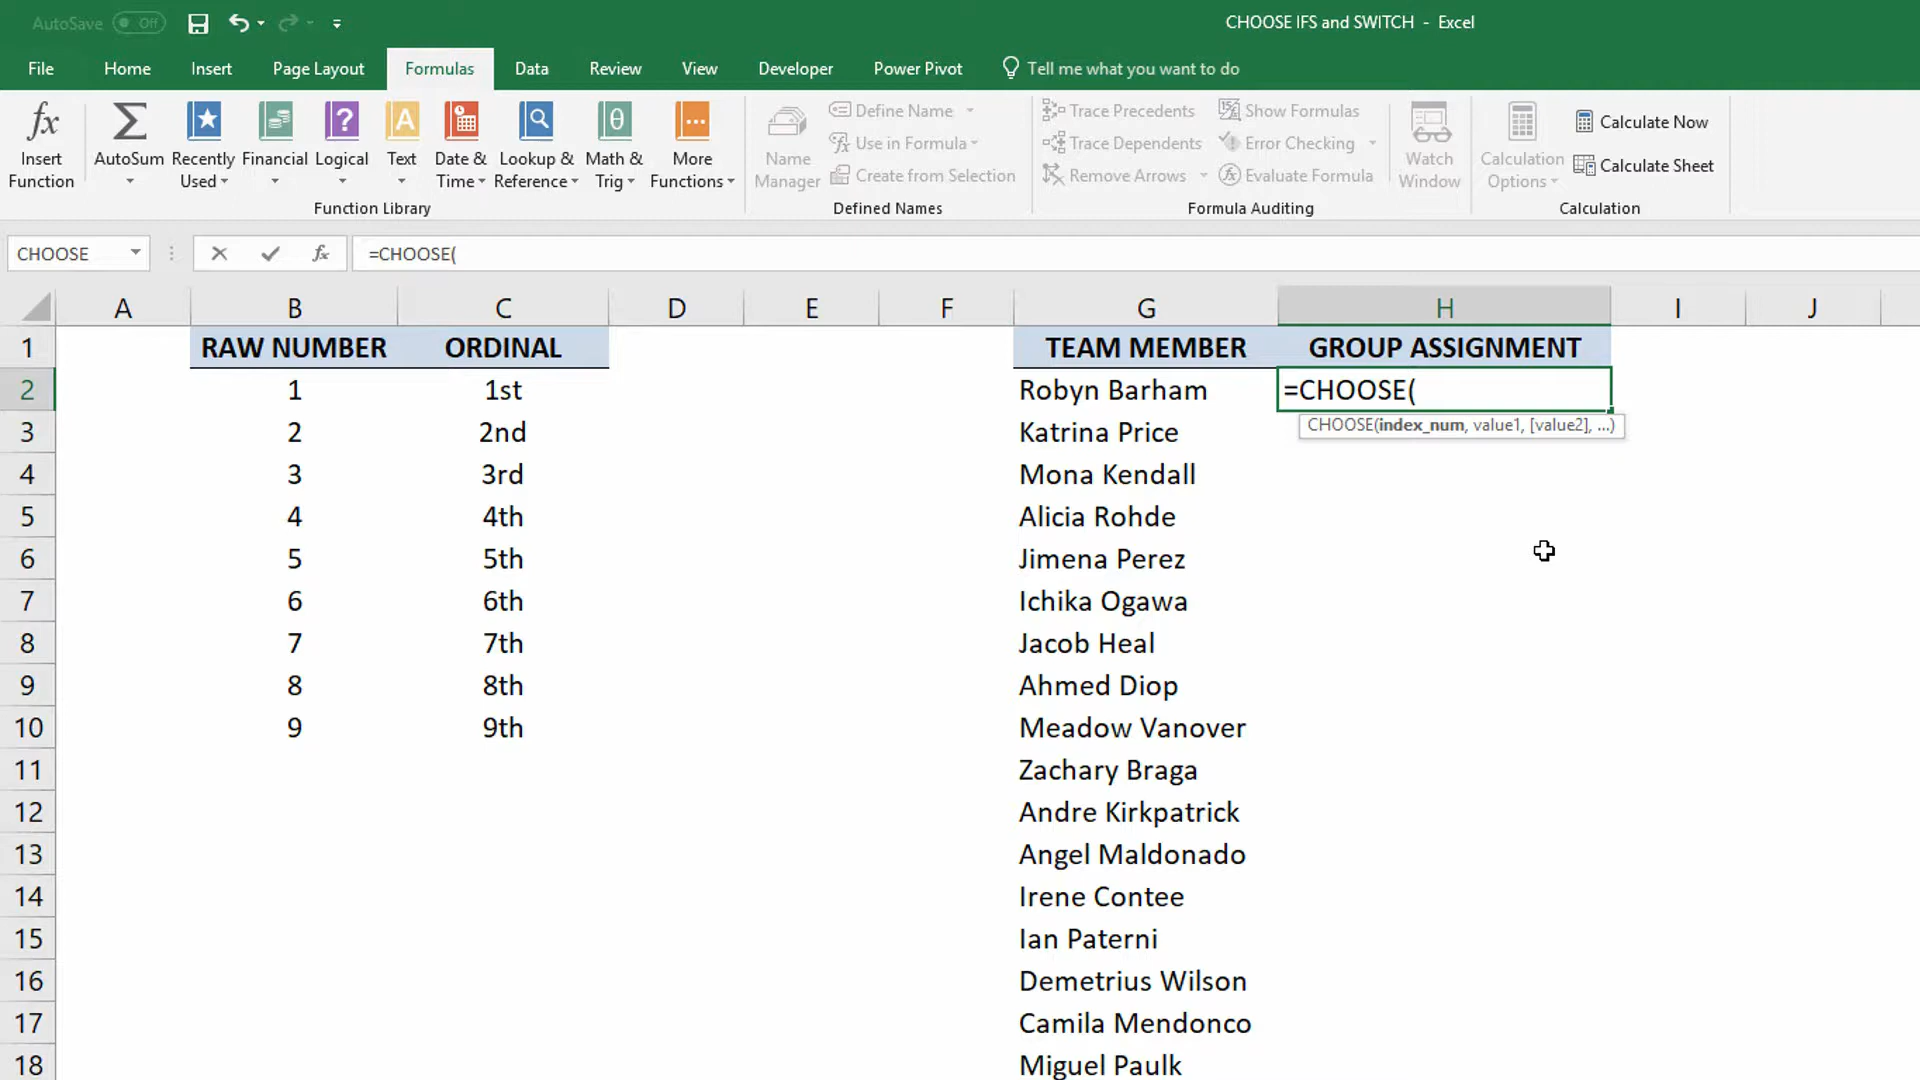 AutoSave Off
CHOOSE IFS and SWITCH - Excel
File Home Insert Page Layout Formulas Data Review View Developer Power Pivot Tell me what you want to do
Insert Function
AutoSum
Recently Used
Financial
Logical
Text
Date & Time
Lookup & Reference
Math & Trig
More Functions
Function Library
Name Manager
Define Name
Use in Formula
Create from Selection
Defined Names
Trace Precedents
Trace Dependents
Remove Arrows
Show Formulas
Error Checking
Evaluate Formula
Formula Auditing
Watch Window
Calculation Options
Calculate Now
Calculate Sheet
Calculation
CHOOSE fx =CHOOSE(
A B C D E F G H I J
1 RAW NUMBER ORDINAL TEAM MEMBER GROUP ASSIGNMENT
2 1 1st Robyn Barham =CHOOSE(
CHOOSE(index_num, value1, [value2], ...)
3 2 2nd Katrina Price
4 3 3rd Mona Kendall
5 4 4th Alicia Rohde
6 5 5th Jimena Perez
7 6 6th Ichika Ogawa
8 7 7th Jacob Heal
9 8 8th Ahmed Diop
10 9 9th Meadow Vanover
11 Zachary Braga
12 Andre Kirkpatrick
13 Angel Maldonado
14 Irene Contee
15 Ian Paterni
16 Demetrius Wilson
17 Camila Mendonco
18 Miguel Paulk